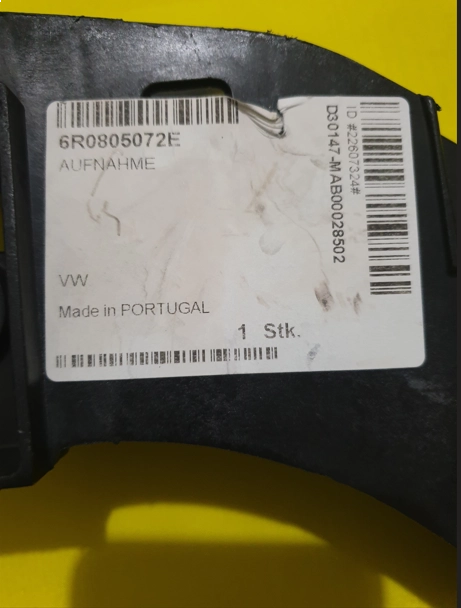 6R0805072E
AUFNAHME
VW
Made in PORTUGAL
1 Stk.
ID #22607324#
D30147-MAB00028502